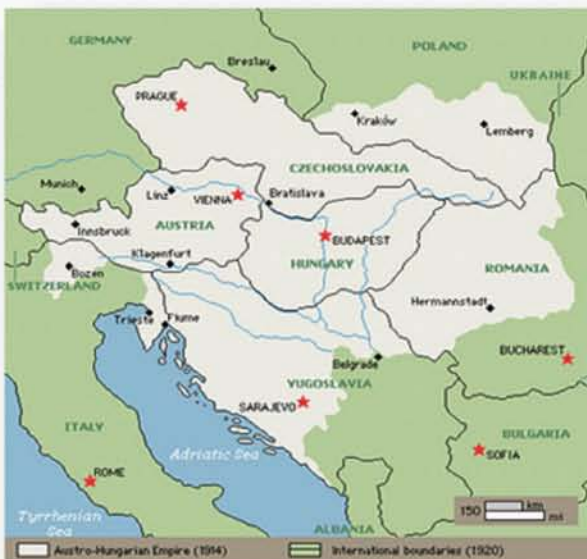 GERMANY
POLAND
Breslau
UKRAINE
PRAGUE
Kraków
Lemberg
CZECHOSLOVAKIA
Munich
Linz
VIENNA
Bratislava
AUSTRIA
Innsbruck
BUDAPEST
Klagenfurt
HUNGARY
ROMANIA
Bozen
SWITZERLAND
Hermannstadt
Trieste
Fiume
BUCHAREST
Belgrade
YUGOSLAVIA
SARAJEVO
ITALY
BULGARIA
Adriatic Sea
SOFIA
ROME
150 km
mi
Tyrrhenian
Sea
ALBANIA
Austro-Hungarian Empire (1914)
International boundaries (1920)